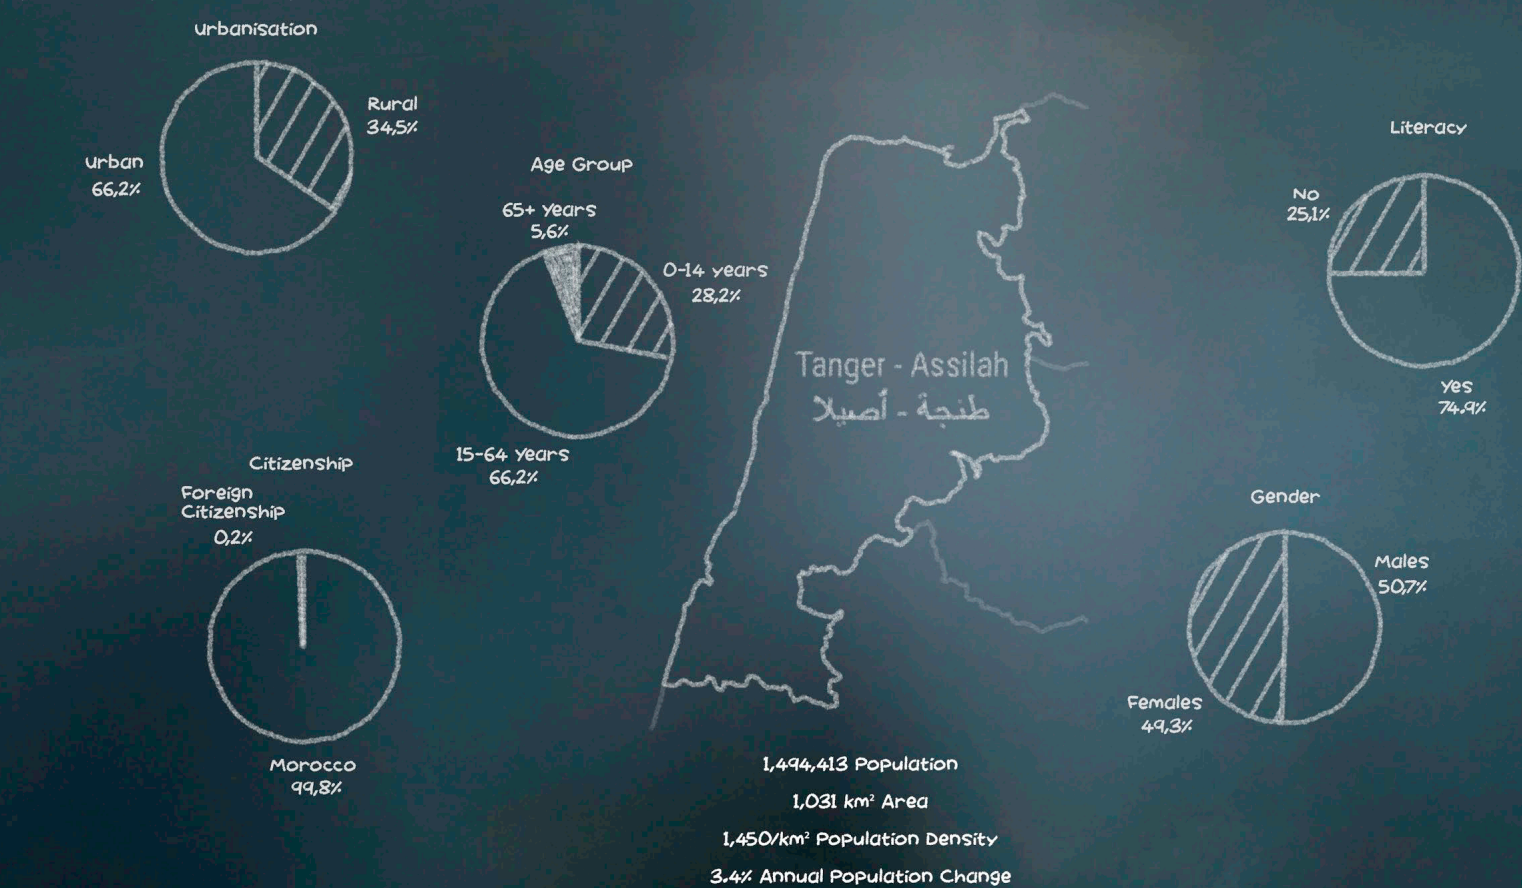 Urbanisation
Rural
34,5%
Urban
66,2%
Age Group
65+ Years
5,6%
0-14 years
28,2%
15-64 Years
66,2%
Citizenship
Foreign
Citizenship
0,2%
Morocco
99,8%
Tanger - Assilah
طنجة - أصيلا
Literacy
No
25,1%
Yes
74.9%
Gender
Males
50,7%
Females
49,3%
1,494,413 Population
1,031 km² Area
1,450/km² Population Density
3.4% Annual Population Change